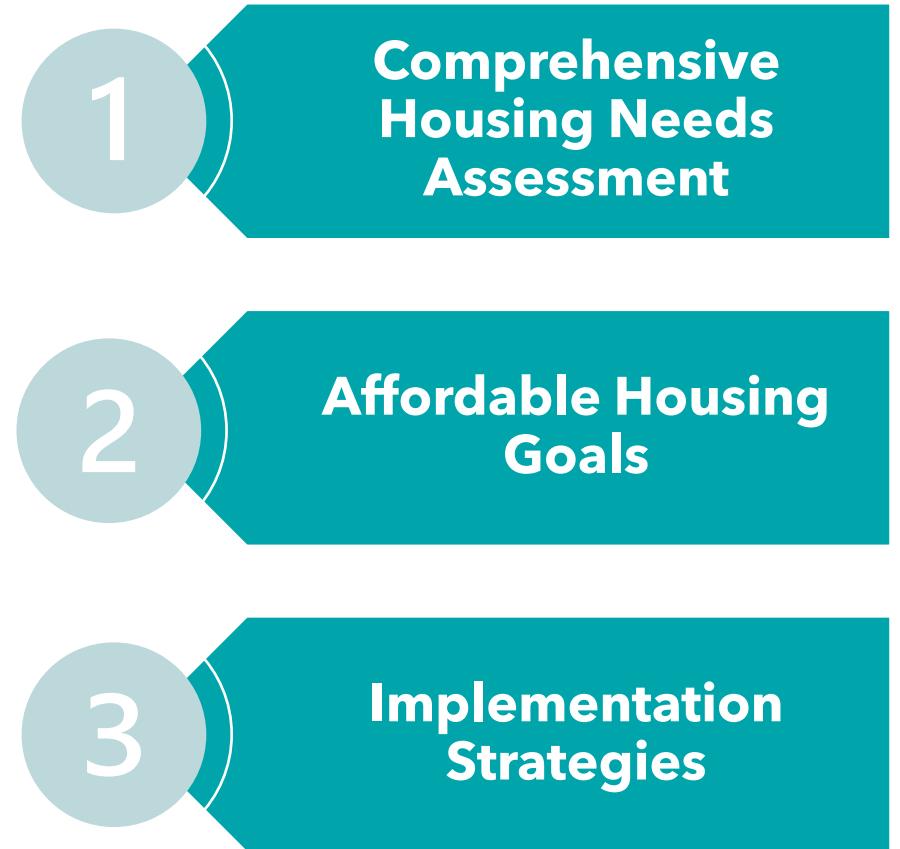 1
Comprehensive
Housing Needs
Assessment
2
Affordable Housing
Goals
3
Implementation
Strategies